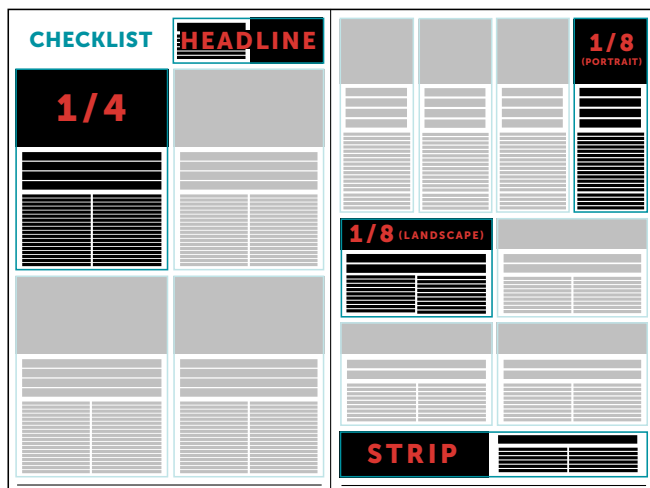 CHECKLIST
HEADLINE
1/4
1/8
(PORTRAIT)
1/8 (LANDSCAPE)
STRIP